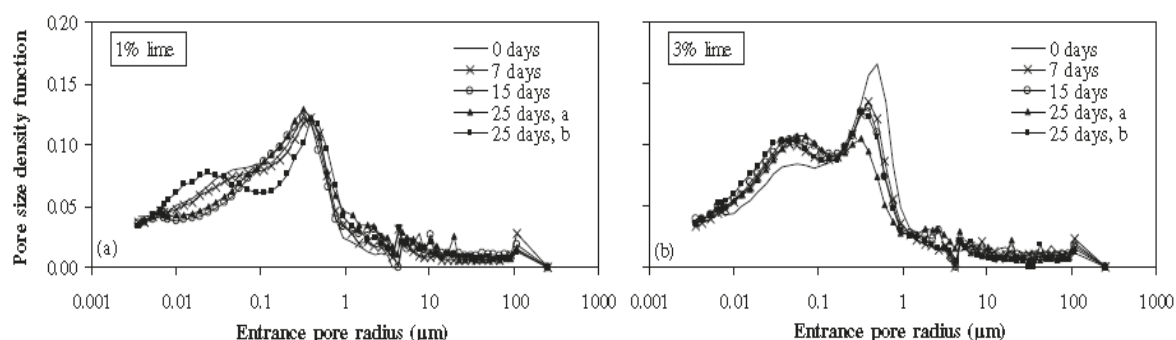 Pore size density function
0.20
0.15
0.10
0.05
0.00
1% lime
0 days
7 days
15 days
25 days, a
25 days, b
(a)
0.001 0.01 0.1 1 10 100 1000
Entrance pore radius (µm)
3% lime
0 days
7 days
15 days
25 days, a
25 days, b
(b)
0.001 0.01 0.1 1 10 100 1000
Entrance pore radius (µm)